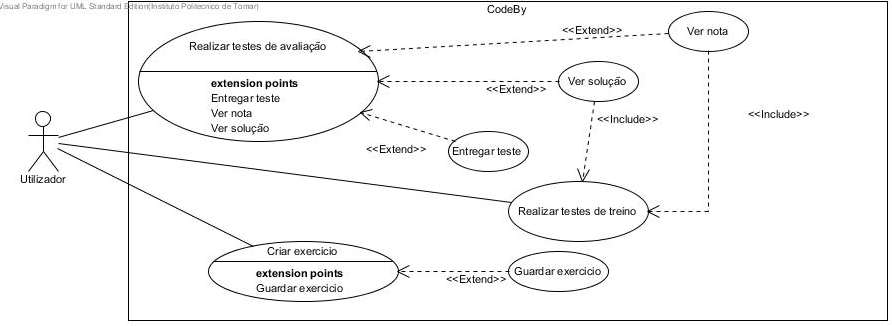 Visual Paradigm for UML Standard Edition(Instituto Politecnico de Tomar)
CodeBy
Realizar testes de avaliação
extension points
Entregar teste
Ver nota
Ver solução
<<Extend>>
Ver nota
<<Extend>>
Ver solução
<<Include>>
<<Include>>
<<Extend>>
Entregar teste
Utilizador
Realizar testes de treino
Criar exercicio
extension points
Guardar exercicio
<<Extend>>
Guardar exercicio